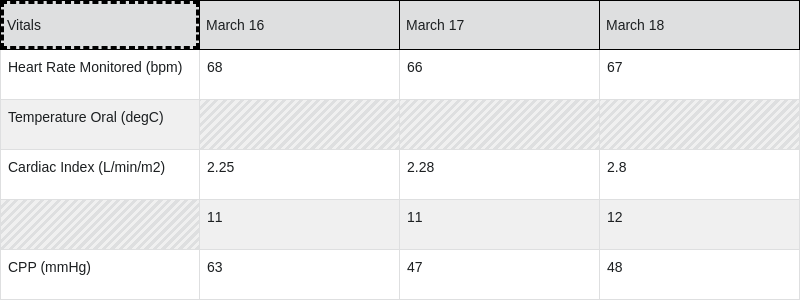 Vitals March 16 March 17 March 18
Heart Rate Monitored (bpm) 68 66 67
Temperature Oral (degC)
Cardiac Index (L/min/m2) 2.25 2.28 2.8
11 11 12
CPP (mmHg) 63 47 48